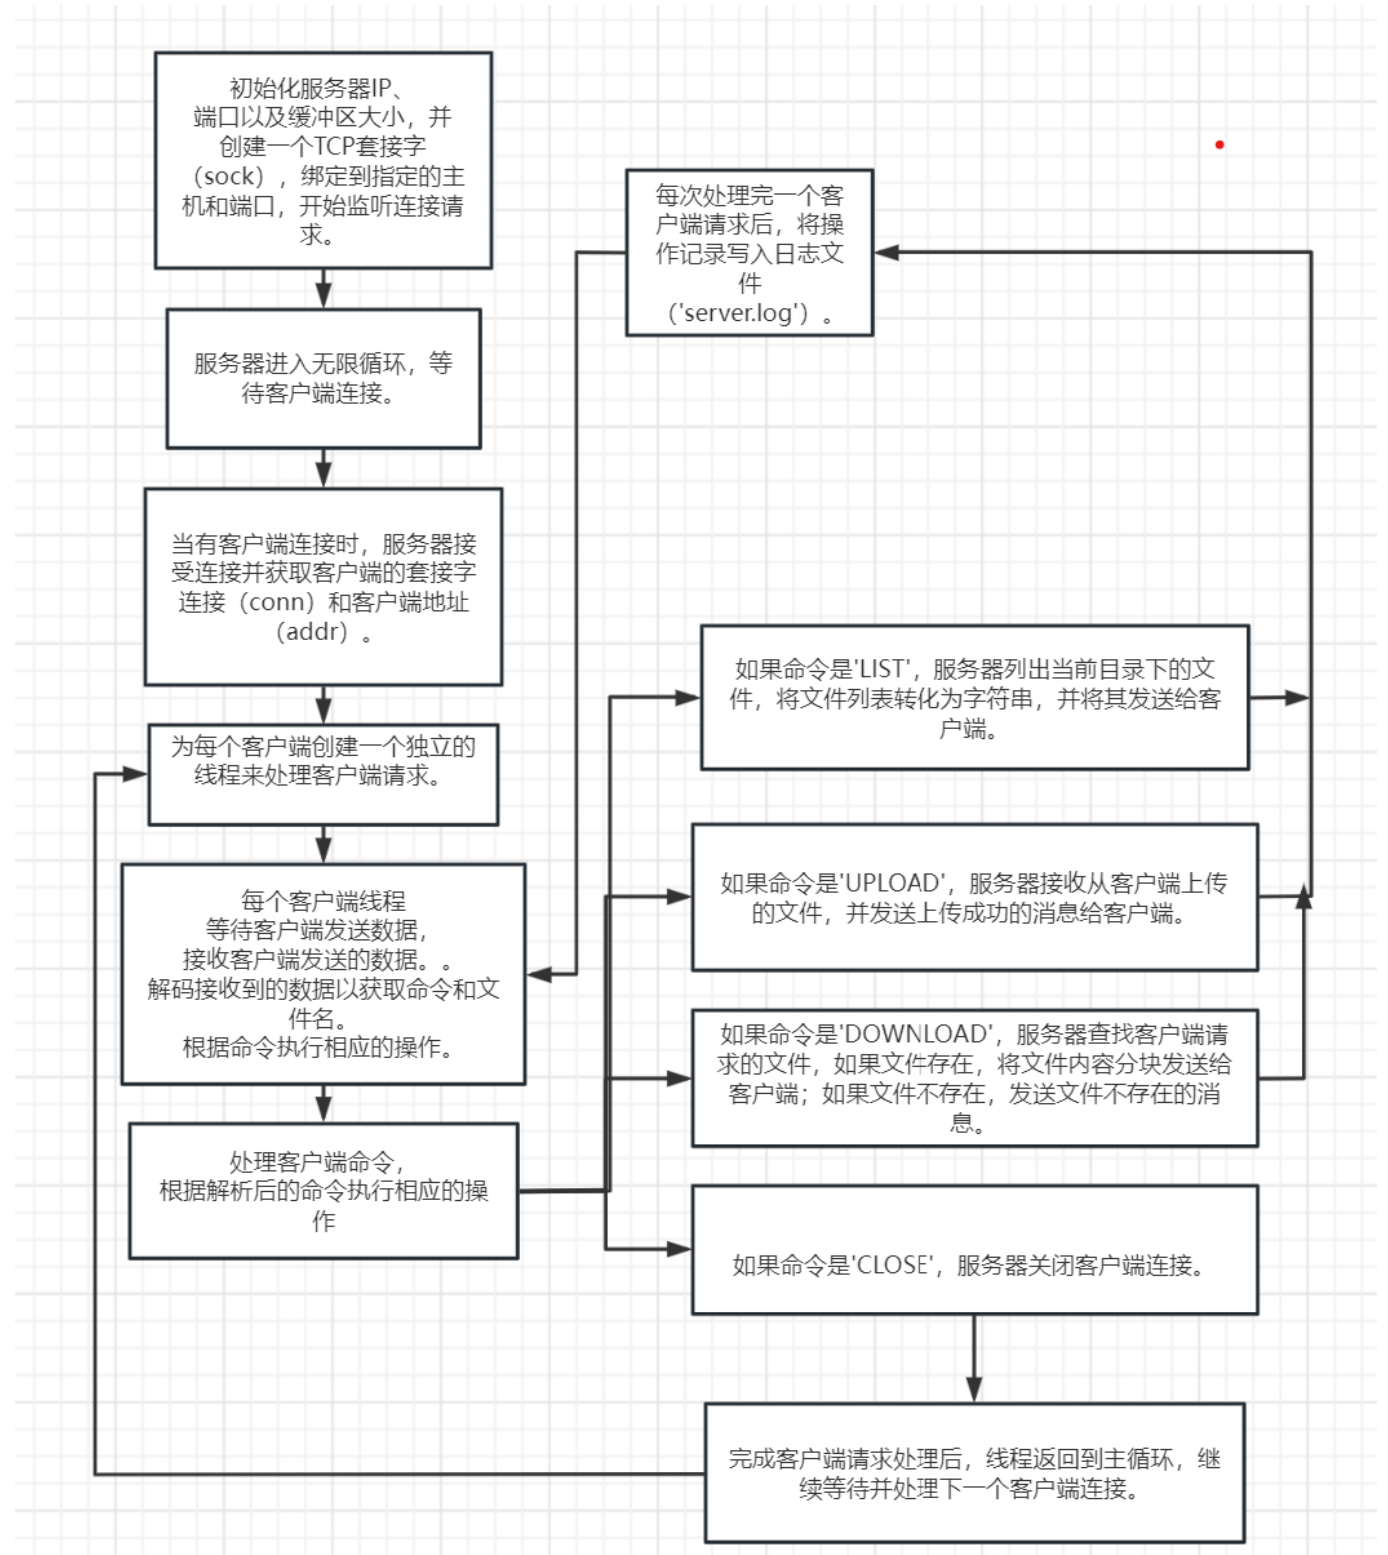 初始化服务器IP、
端口以及缓冲区大小，并
创建一个TCP套接字
（sock），绑定到指定的主
机和端口，开始监听连接请
求。
服务器进入无限循环，等
待客户端连接。
当有客户端连接时，服务器接
受连接并获取客户端的套接字
连接（conn）和客户端地址
（addr）。
为每个客户端创建一个独立的
线程来处理客户端请求。
每个客户端线程
等待客户端发送数据，
接收客户端发送的数据。。
解码接收到的数据以获取命令和文
件名。
根据命令执行相应的操作。
处理客户端命令，
根据解析后的命令执行相应的操
作
如果命令是'LIST'，服务器列出当前目录下的文
件，将文件列表转化为字符串，并将其发送给客
户端。
如果命令是'UPLOAD'，服务器接收从客户端上传
的文件，并发送上传成功的消息给客户端。
如果命令是'DOWNLOAD'，服务器查找客户端请
求的文件，如果文件存在，将文件内容分块发送给
客户端；如果文件不存在，发送文件不存在的消
息。
如果命令是'CLOSE'，服务器关闭客户端连接。
完成客户端请求处理后，线程返回到主循环，继
续等待并处理下一个客户端连接。
每次处理完一个客
户端请求后，将操
作记录写入日志文
件
（'server.log'）。